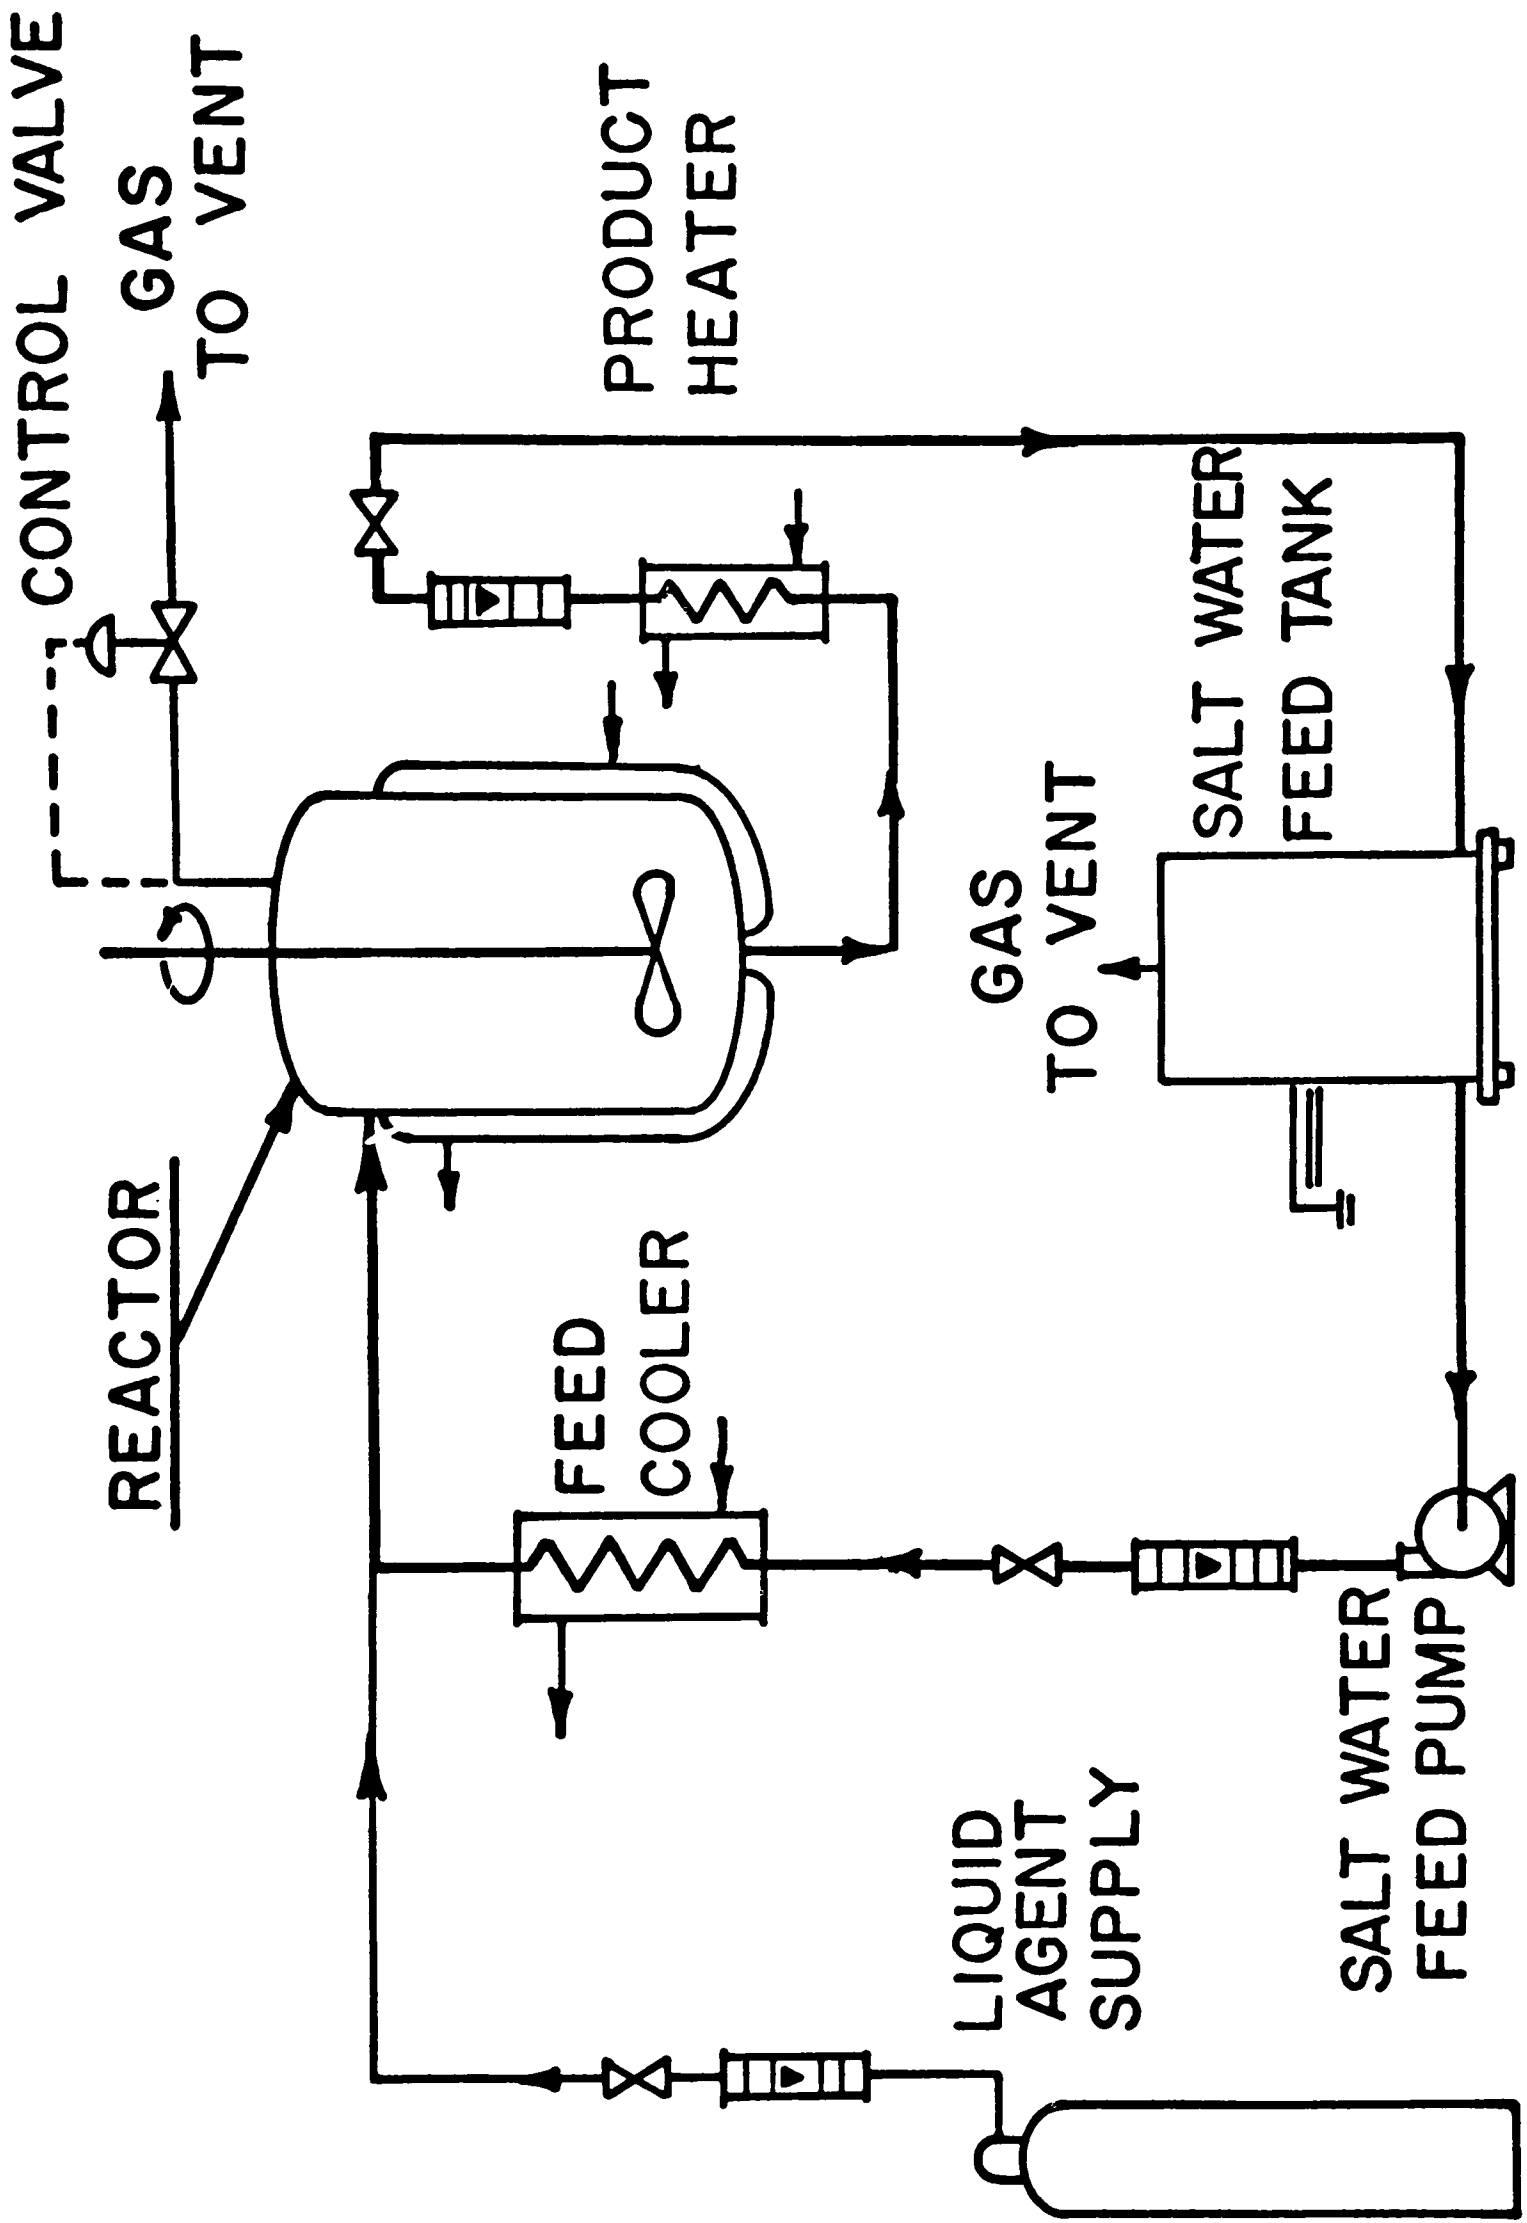 CONTROL VALVE
GAS
TO VENT
REACTOR
PRODUCT
HEATER
FEED
COOLER
GAS
TO VENT
SALT WATER
FEED TANK
LIQUID
AGENT
SUPPLY
SALT WATER
FEED PUMP